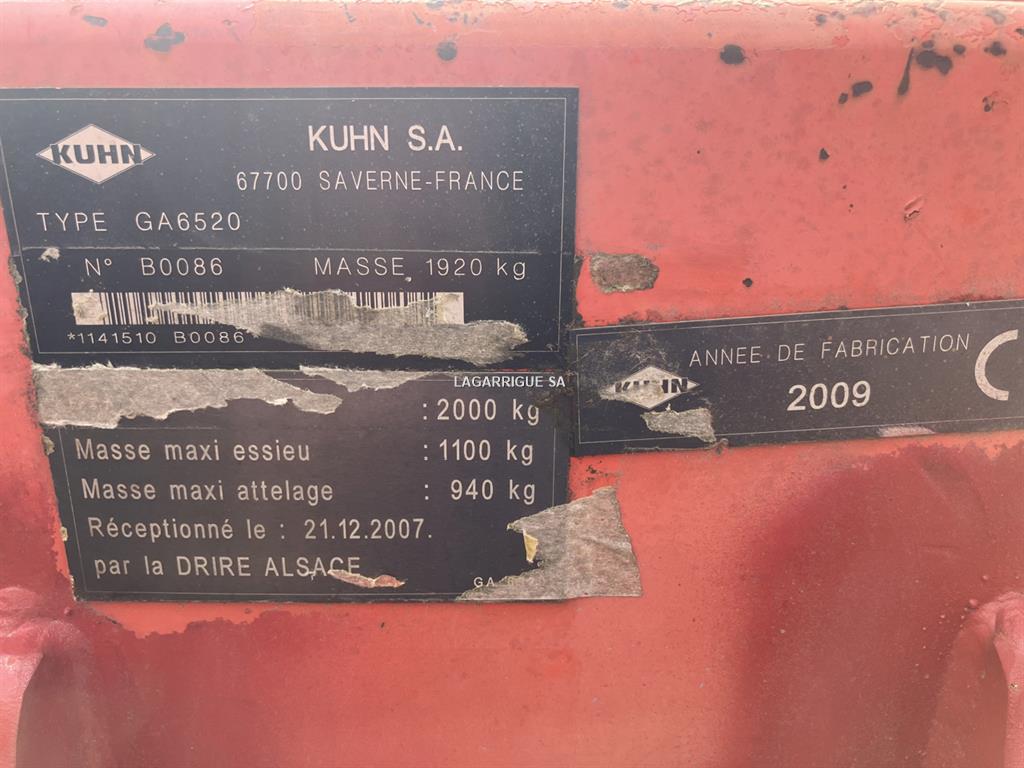 KUHN
KUHN S.A.
67700 SAVERNE-FRANCE
TYPE GA6520
N° B0086 MASSE 1920 kg
*1141510 B0086
LAGARRIGUE SA
: 2000 kg
Masse maxi essieu : 1100 kg
Masse maxi attelage : 940 kg
Réceptionné le : 21.12.2007.
par la DRIRE ALSACE
GA
KUHN
ANNEE DE FABRICATION
2009
C